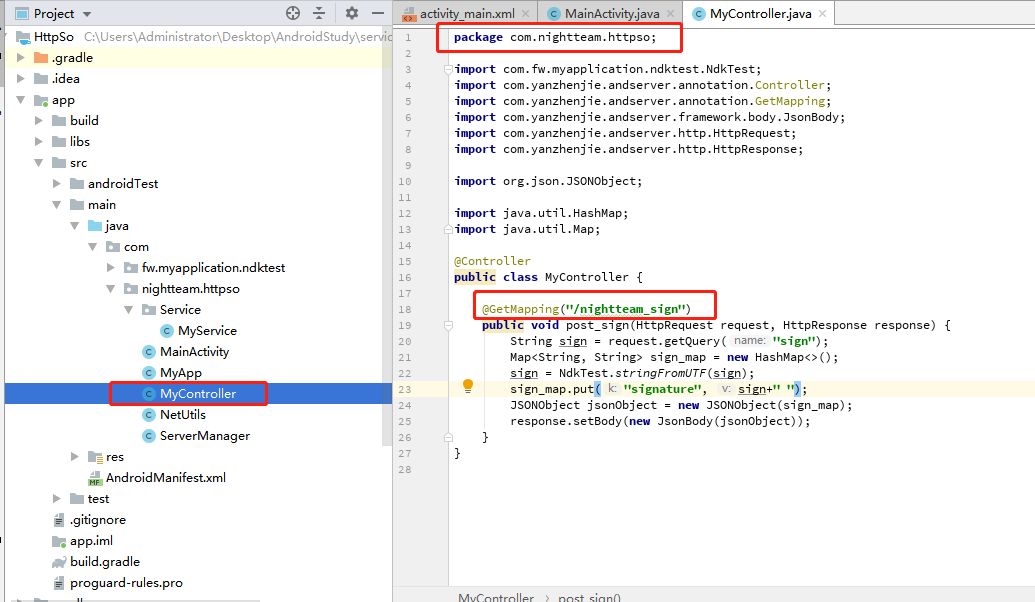 Project
HttpSo C:\Users\Administrator\Desktop\AndroidStudy\servic
.gradle
.idea
app
build
libs
src
androidTest
main
java
com
fw.myapplication.ndktest
nightteam.httpso
Service
MyService
MainActivity
MyApp
MyController
NetUtils
ServerManager
res
AndroidManifest.xml
test
.gitignore
app.iml
build.gradle
proguard-rules.pro
activity_main.xml MainActivity.java MyController.java
1 package com.nightteam.httpso;
2
3 import com.fw.myapplication.ndktest.NdkTest;
4 import com.yanzhenjie.andserver.annotation.Controller;
5 import com.yanzhenjie.andserver.annotation.GetMapping;
6 import com.yanzhenjie.andserver.framework.body.JsonBody;
7 import com.yanzhenjie.andserver.http.HttpRequest;
8 import com.yanzhenjie.andserver.http.HttpResponse;
9
10 import org.json.JSONObject;
11
12 import java.util.HashMap;
13 import java.util.Map;
14
15 @Controller
16 public class MyController {
17
18 @GetMapping("/nightteam_sign")
19 public void post_sign(HttpRequest request, HttpResponse response) {
20 String sign = request.getQuery( name: "sign");
21 Map<String, String> sign_map = new HashMap<>();
22 sign = NdkTest.stringFromUTF(sign);
23 sign_map.put( k: "signature", v: sign+" ");
24 JSONObject jsonObject = new JSONObject(sign_map);
25 response.setBody(new JsonBody(jsonObject));
26 }
27 }
28
MyController > post_sign()